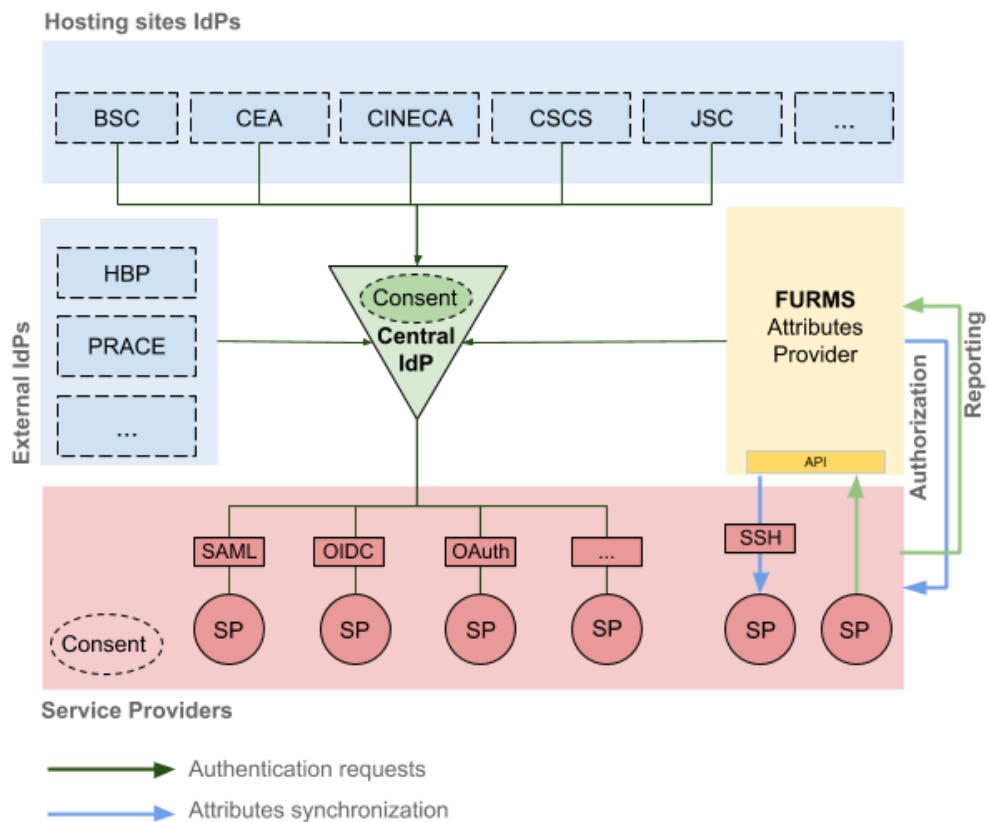 Hosting sites IdPs
BSC
CEA
CINECA
CSCS
JSC
...
External IdPs
HBP
PRACE
...
Consent
Central
IdP
FURMS
Attributes
Provider
API
Authorization
Reporting
SAML
OIDC
OAuth
...
SSH
SP
SP
SP
SP
SP
SP
Consent
Service Providers
Authentication requests
Attributes synchronization